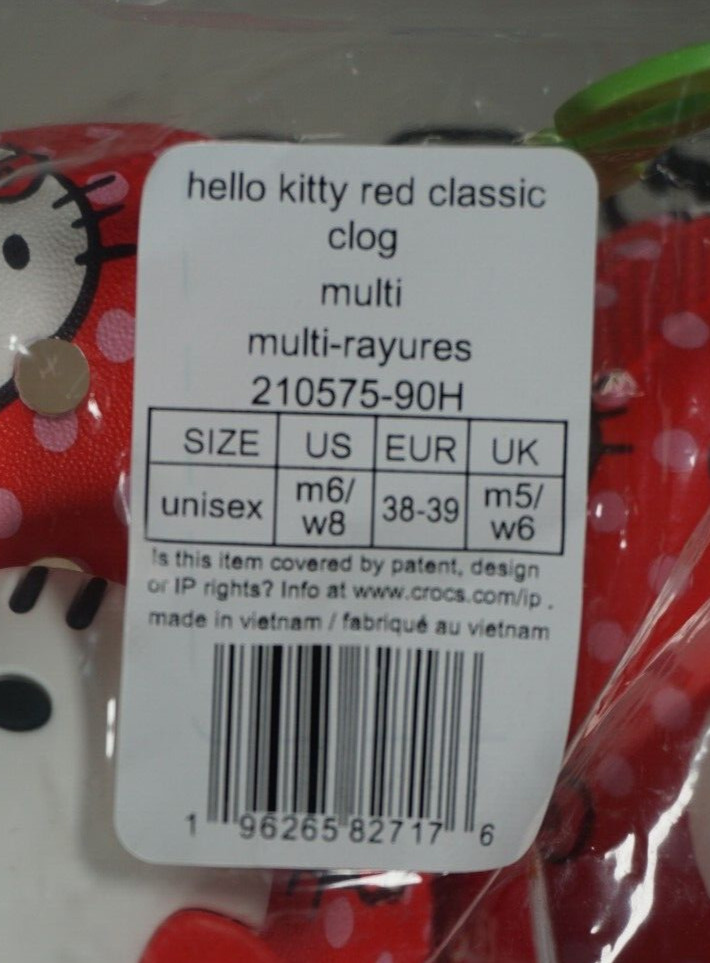 hello kitty red classic
clog
multi
multi-rayures
210575-90H
SIZE US EUR UK
unisex m6/ w8 38-39 m5/ w6
Is this item covered by patent, design
or IP rights? Info at www.crocs.com/ip .
made in vietnam / fabriqué au vietnam
1 96265 82717 6